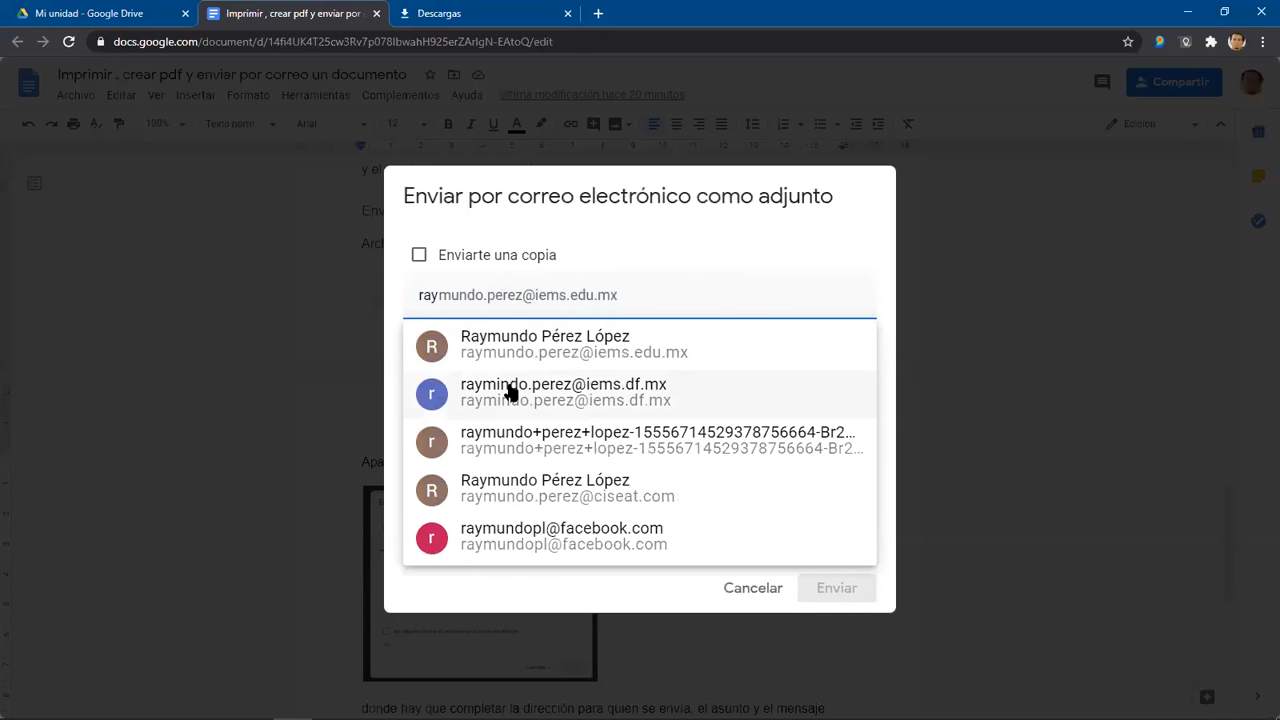 Mi unidad - Google Drive
Imprimir , crear pdf y enviar por
Descargas
docs.google.com/document/d/14fi4UK4T25cw3Rv7p078lbwahH925erZArIgN-EAtoQ/edit
Imprimir , crear pdf y enviar por correo un documento
Archivo Editar Ver Insertar Formato Herramientas Complementos Ayuda Última modificación hace 20 minutos
Compartir
100% Texto norm... Arial 12 Edición
Enviar por correo electrónico como adjunto
Enviarte una copia
raymundo.perez@iems.edu.mx
Raymundo Pérez López
raymundo.perez@iems.edu.mx
raymindo.perez@iems.df.mx
raymindo.perez@iems.df.mx
raymundo+perez+lopez-15556714529378756664-Br2...
raymundo+perez+lopez-15556714529378756664-Br2...
Raymundo Pérez López
raymundo.perez@ciseat.com
raymundopl@facebook.com
raymundopl@facebook.com
Cancelar Enviar
donde hay que completar la dirección para quien se envia, el asunto y el mensaje